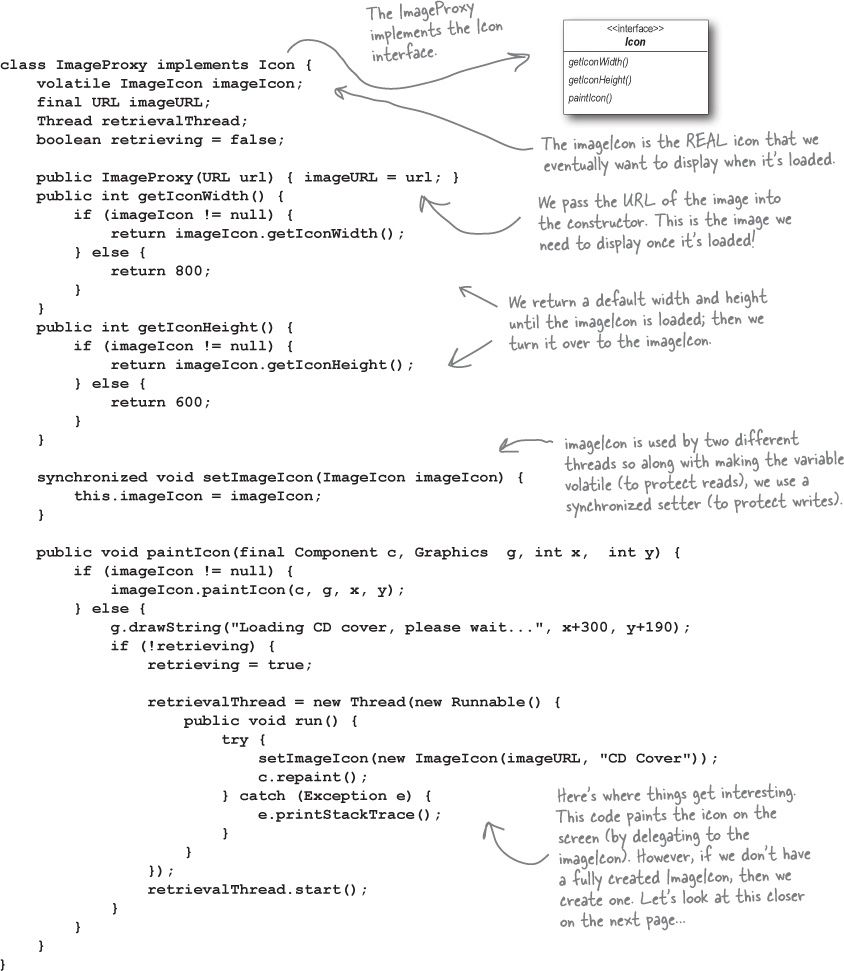 The ImageProxy
implements the Icon
interface.
<<interface>>
Icon
getIconWidth()
getIconHeight()
paintIcon()
class ImageProxy implements Icon {
volatile ImageIcon imageIcon;
final URL imageURL;
Thread retrievalThread;
boolean retrieving = false;
The imageIcon is the REAL icon that we
eventually want to display when it's loaded.
public ImageProxy(URL url) { imageURL = url; }
public int getIconWidth() {
if (imageIcon != null) {
return imageIcon.getIconWidth();
} else {
return 800;
}
}
We pass the URL of the image into
the constructor. This is the image we
need to display once it's loaded!
public int getIconHeight() {
if (imageIcon != null) {
return imageIcon.getIconHeight();
} else {
return 600;
}
}
We return a default width and height
until the imageIcon is loaded; then we
turn it over to the imageIcon.
synchronized void setImageIcon(ImageIcon imageIcon) {
this.imageIcon = imageIcon;
}
imageIcon is used by two different
threads so along with making the variable
volatile (to protect reads), we use a
synchronized setter (to protect writes).
public void paintIcon(final Component c, Graphics  g, int x,  int y) {
if (imageIcon != null) {
imageIcon.paintIcon(c, g, x, y);
} else {
g.drawString("Loading CD cover, please wait...", x+300, y+190);
if (!retrieving) {
retrieving = true;
retrievalThread = new Thread(new Runnable() {
public void run() {
try {
setImageIcon(new ImageIcon(imageURL, "CD Cover"));
c.repaint();
} catch (Exception e) {
e.printStackTrace();
}
}
});
retrievalThread.start();
}
}
}
}
Here's where things get interesting.
This code paints the icon on the
screen (by delegating to the
imageIcon). However, if we don't have
a fully created ImageIcon, then we
create one. Let's look at this closer
on the next page...